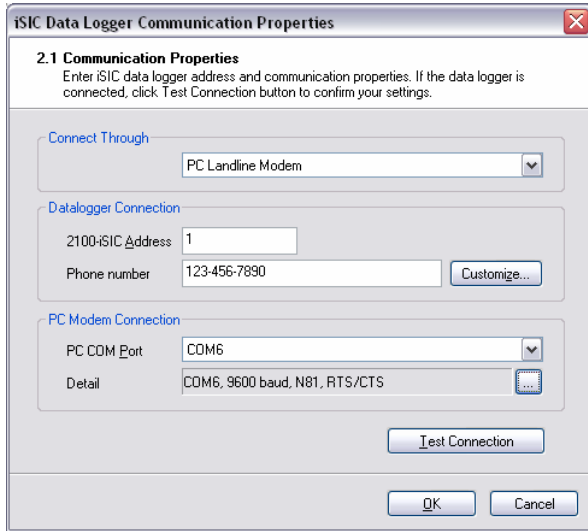 iSIC Data Logger Communication Properties
2.1 Communication Properties
Enter iSIC data logger address and communication properties. If the data logger is
connected, click Test Connection button to confirm your settings.
Connect Through
PC Landline Modem
Datalogger Connection
2100-iSIC Address 1
Phone number 123-456-7890 Customize...
PC Modem Connection
PC COM Port COM6
Detail COM6, 9600 baud, N81, RTS/CTS ...
Test Connection
OK Cancel